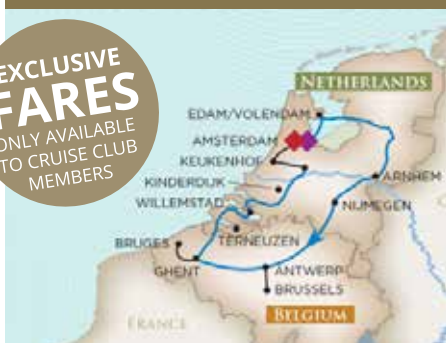 EXCLUSIVE
FARES
ONLY AVAILABLE
TO CRUISE CLUB
MEMBERS
NETHERLANDS
EDAM/VOLENDAM
AMSTERDAM
KEUKENHOF
KINDERDIJK
ARNHEM
WILLEMSTAD
NIJMEGEN
BRUGES
TERNEUZEN
GHENT
ANTWERP
BRUSSELS
BELGIUM
FRANCE